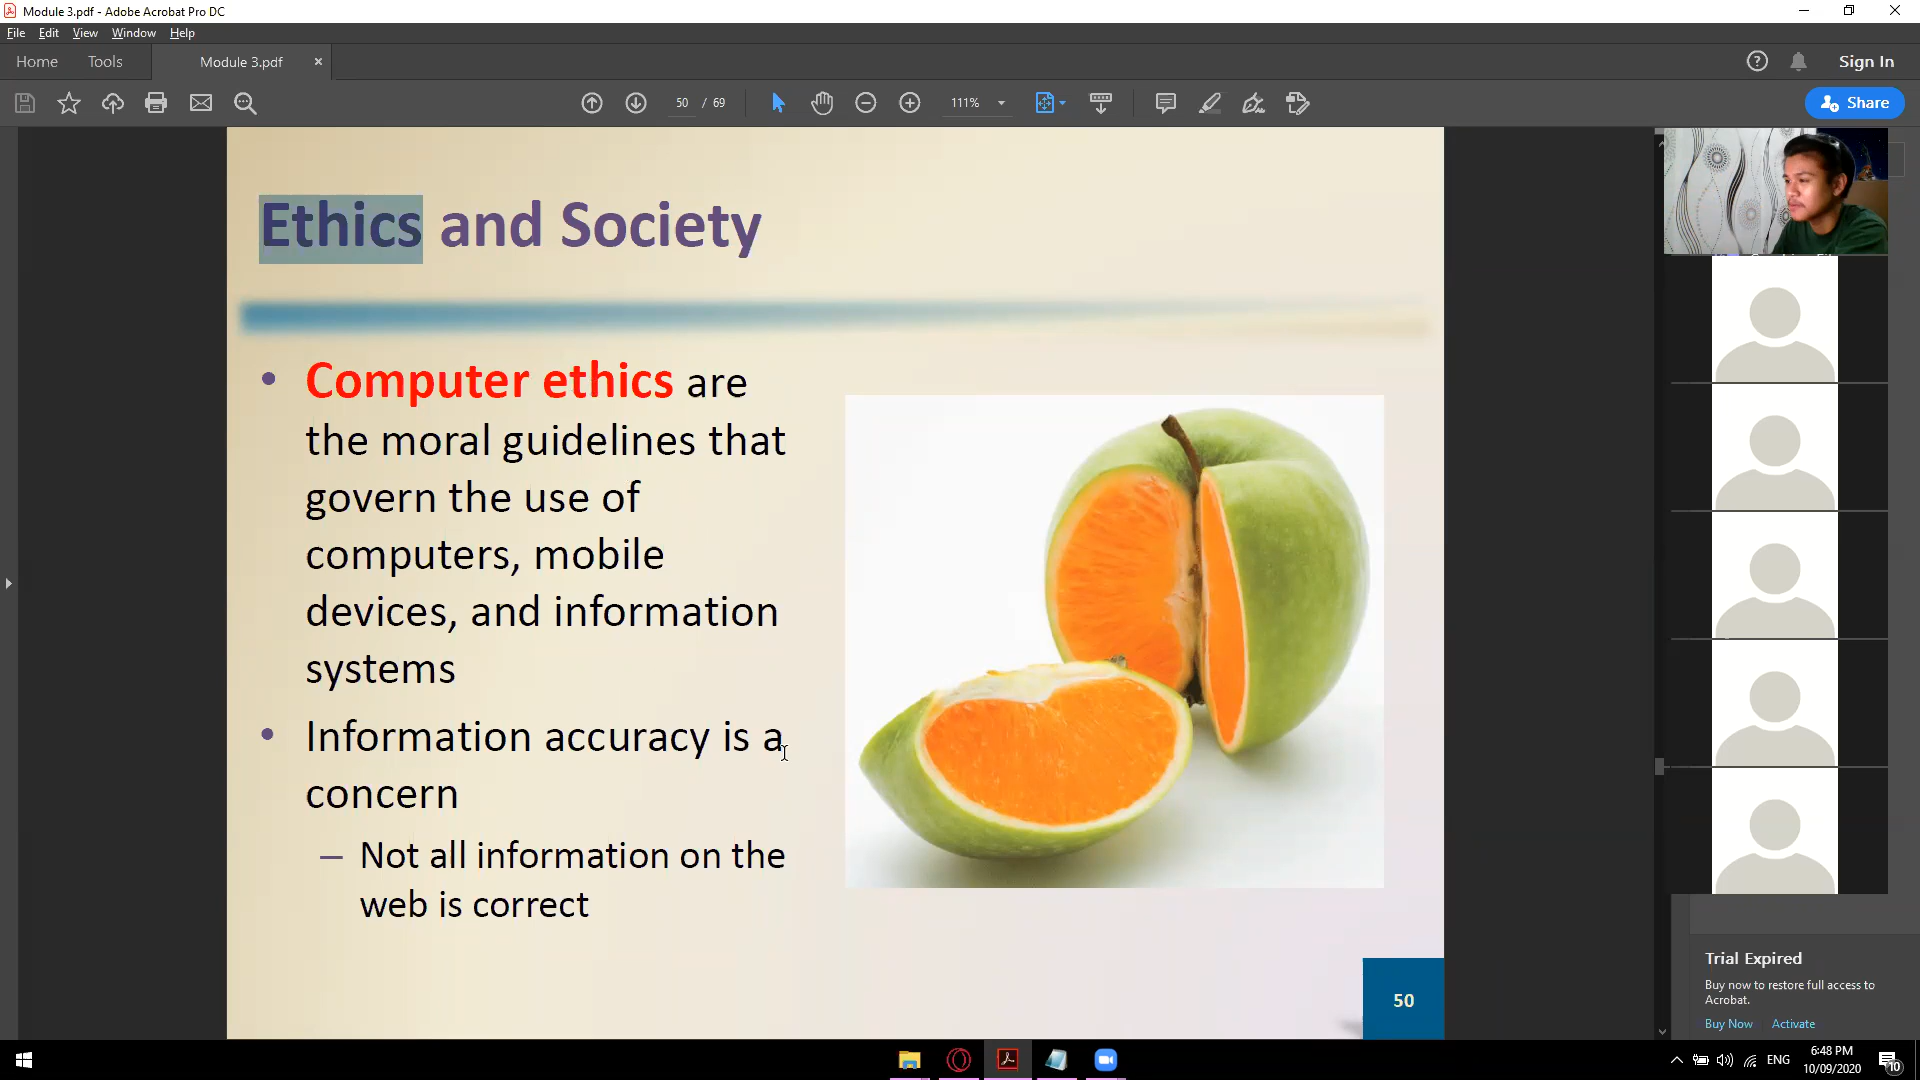 Module 3.pdf - Adobe Acrobat Pro DC
File Edit View Window Help
Home Tools Module 3.pdf × Sign In
50 / 69 111% Share
Ethics and Society
• Computer ethics are
the moral guidelines that
govern the use of
computers, mobile
devices, and information
systems
• Information accuracy is a
concern
– Not all information on the
web is correct
50
Trial Expired
Buy now to restore full access to
Acrobat.
Buy Now Activate
ENG
6:48 PM
10/09/2020
10